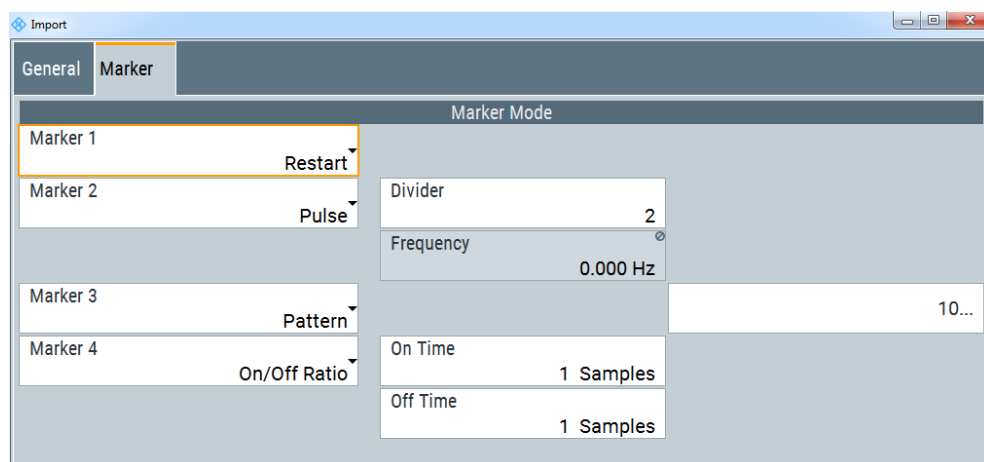 Import
General Marker
Marker Mode
Marker 1
Restart
Marker 2
Pulse
Divider
2
Frequency
0.000 Hz
Marker 3
Pattern
10...
Marker 4
On/Off Ratio
On Time
1 Samples
Off Time
1 Samples